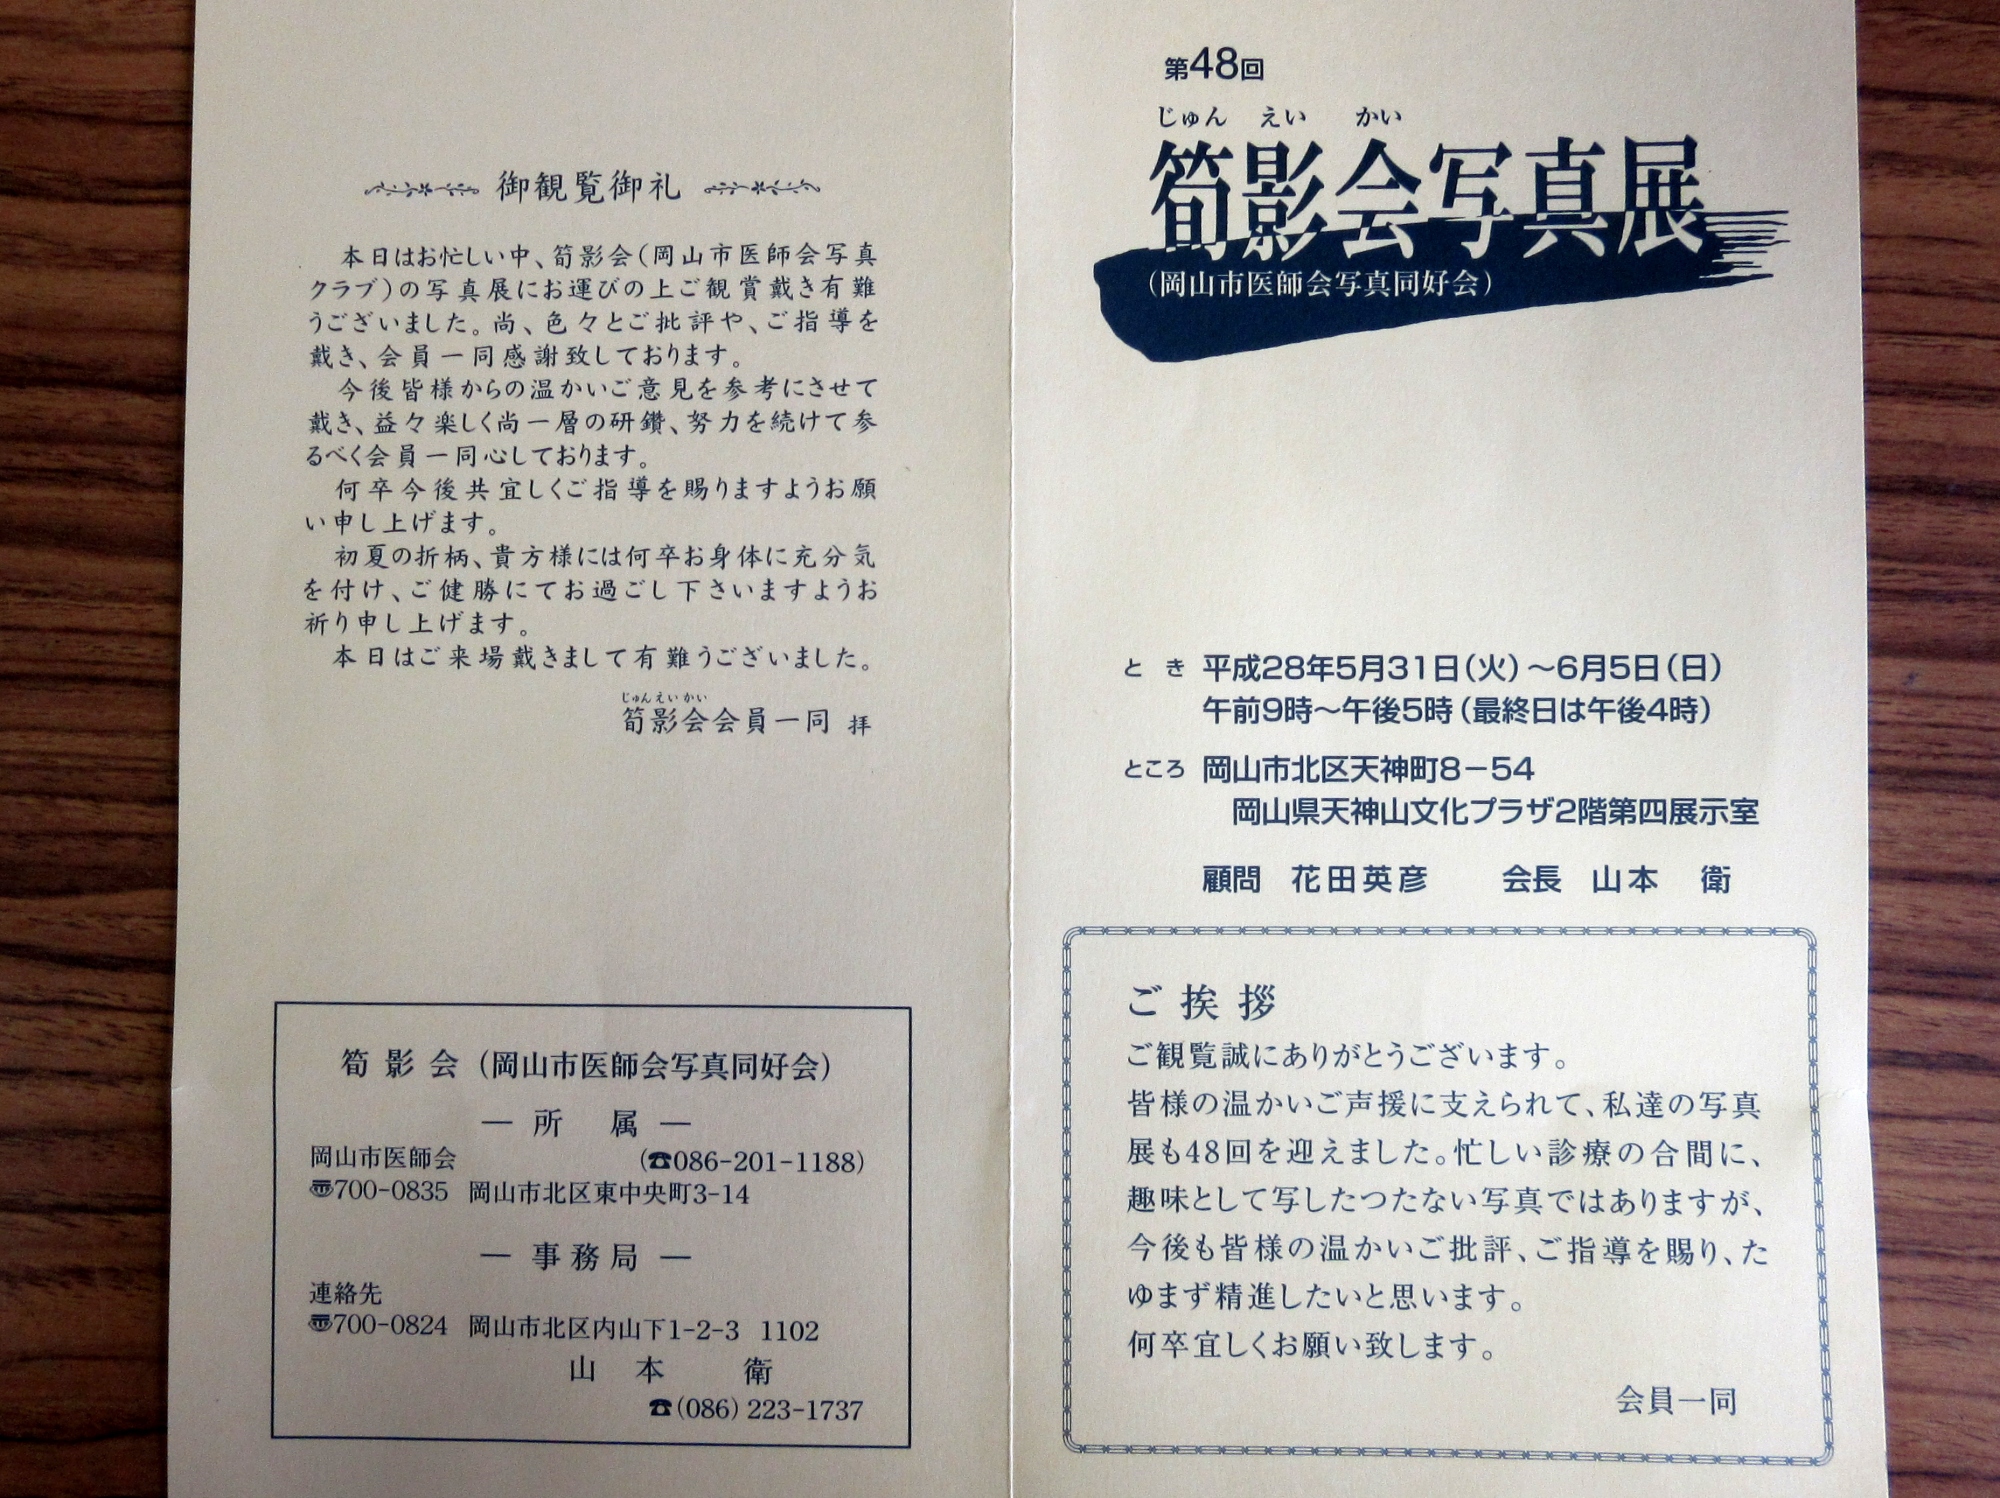 御観覧御礼
本日はお忙しい中、筍影会(岡山市医師会写真
クラブ)の写真展にお運びの上ご観賞戴き有難
うございました。尚、色々とご批評や、ご指導を
戴き、会員一同感謝致しております。
今後皆様からの温かいご意見を参考にさせて
戴き、益々楽しく尚一層の研鑽、努力を続けて参
るべく会員一同心しております。
何卒今後共宜しくご指導を賜りますようお願
い申し上げます。
初夏の折柄、貴方様には何卒お身体に充分気
を付け、ご健勝にてお過ごし下さいますようお
祈り申し上げます。
本日はご来場戴きまして有難うございました。
じゅんえいかい
筍影会会員一同 拝
筍影会(岡山市医師会写真同好会)
― 所 属 ―
岡山市医師会 (☎086-201-1188)
〠700-0835 岡山市北区東中央町3-14
― 事務局 ―
連絡先
〠700-0824 岡山市北区内山下1-2-3 1102
山本 衛
☎(086)223-1737
第48回
じゅん えい かい
筍影会写真展
(岡山市医師会写真同好会)
とき 平成28年5月31日(火)～6月5日(日)
午前9時～午後5時(最終日は午後4時)
ところ 岡山市北区天神町8－54
岡山県天神山文化プラザ2階第四展示室
顧問 花田英彦 会長 山本 衛
ご挨拶
ご観覧誠にありがとうございます。
皆様の温かいご声援に支えられて、私達の写真
展も48回を迎えました。忙しい診療の合間に、
趣味として写したつたない写真ではありますが、
今後も皆様の温かいご批評、ご指導を賜り、た
ゆまず精進したいと思います。
何卒宜しくお願い致します。
会員一同